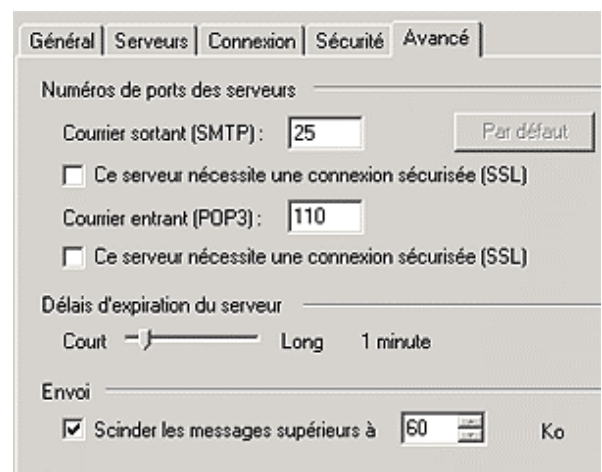 Général Serveurs Connexion Sécurité Avancé
Numéros de ports des serveurs
Courrier sortant (SMTP) : 25 Par défaut
Ce serveur nécessite une connexion sécurisée (SSL)
Courrier entrant (POP3) : 110
Ce serveur nécessite une connexion sécurisée (SSL)
Délais d'expiration du serveur
Court Long 1 minute
Envoi
Scinder les messages supérieurs à 60 Ko